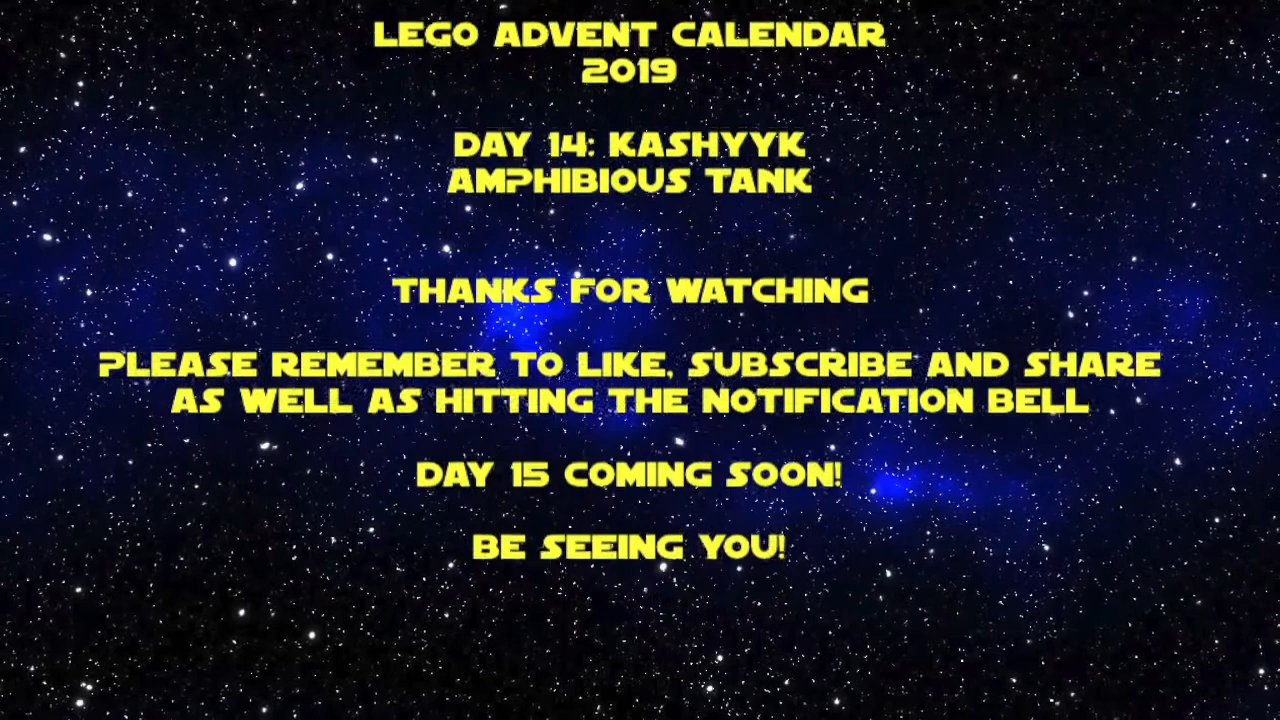 LEGO ADVENT CALENDAR
2019
DAY 14: KASHYYK
AMPHIBIOUS TANK
THANKS FOR WATCHING
PLEASE REMEMBER TO LIKE, SUBSCRIBE AND SHARE
AS WELL AS HITTING THE NOTIFICATION BELL
DAY 15 COMING SOON!
BE SEEING YOU!